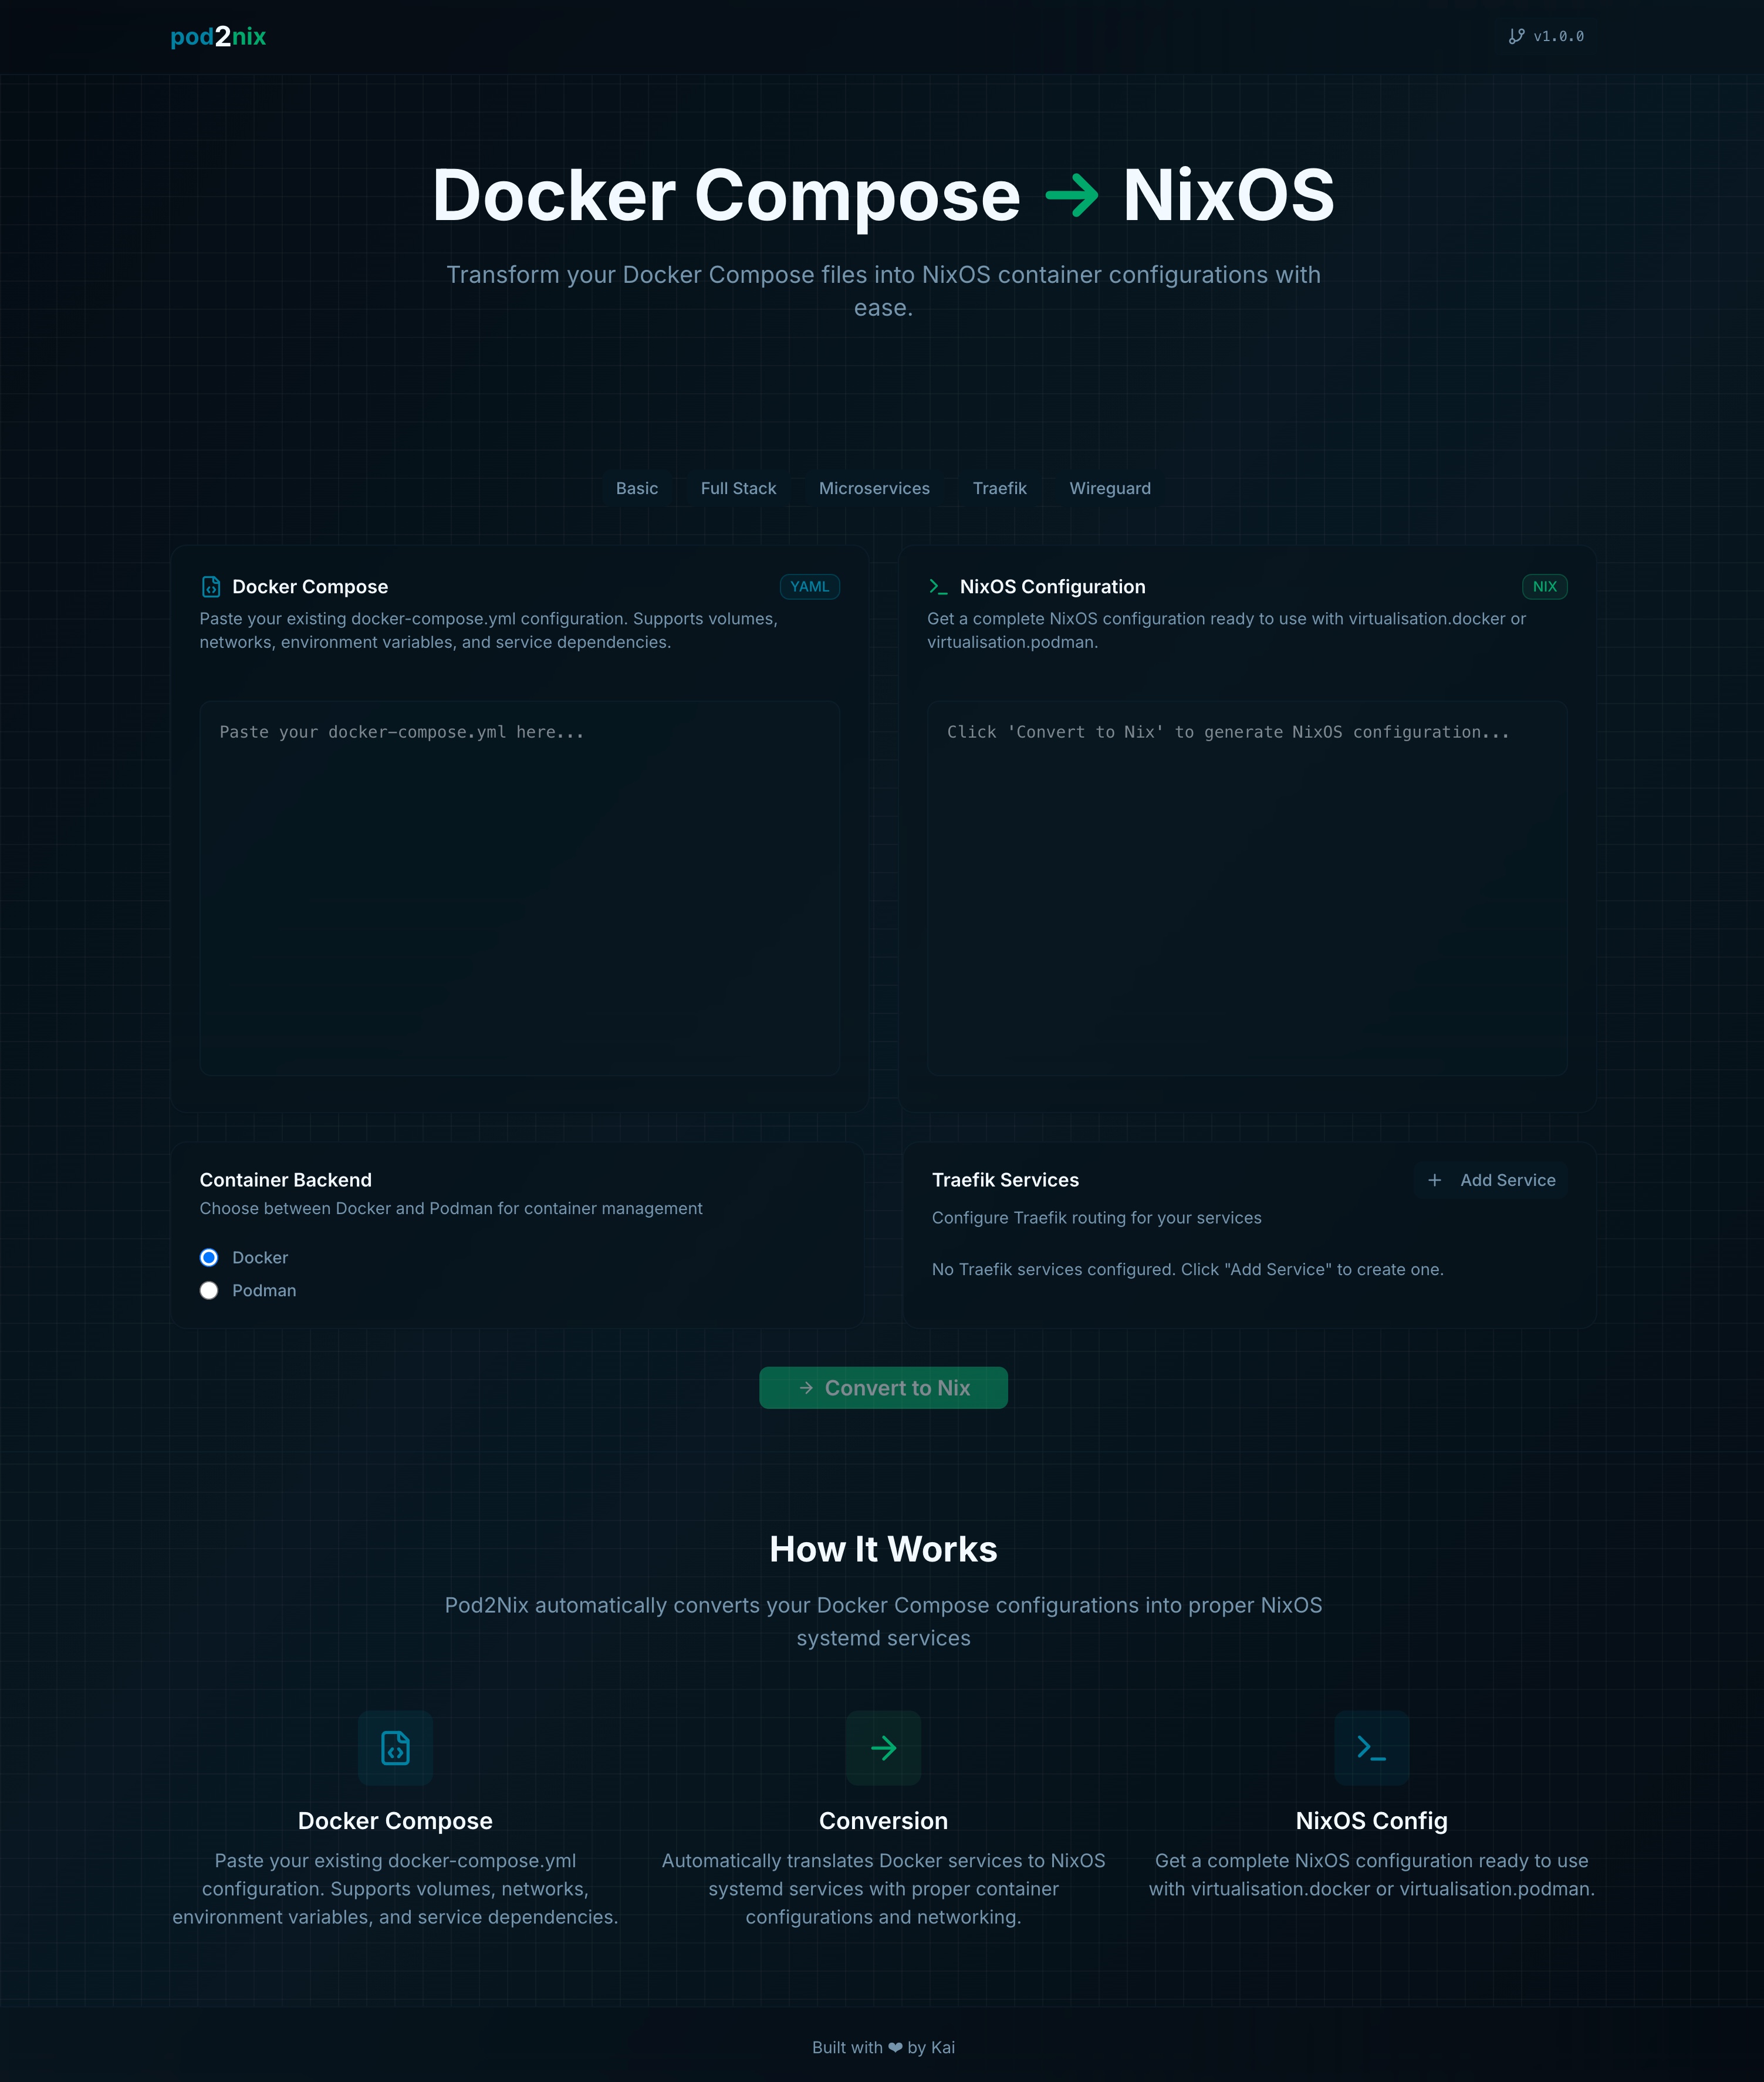 pod2nix
v1.0.0
Docker Compose → NixOS
Transform your Docker Compose files into NixOS container configurations with
ease.
Basic
Full Stack
Microservices
Traefik
Wireguard
Docker Compose
YAML
Paste your existing docker-compose.yml configuration. Supports volumes,
networks, environment variables, and service dependencies.
Paste your docker-compose.yml here...
NixOS Configuration
NIX
Get a complete NixOS configuration ready to use with virtualisation.docker or
virtualisation.podman.
Click 'Convert to Nix' to generate NixOS configuration...
Container Backend
Choose between Docker and Podman for container management
Docker
Podman
Traefik Services
Add Service
Configure Traefik routing for your services
No Traefik services configured. Click "Add Service" to create one.
Convert to Nix
How It Works
Pod2Nix automatically converts your Docker Compose configurations into proper NixOS
systemd services
Docker Compose
Paste your existing docker-compose.yml
configuration. Supports volumes, networks,
environment variables, and service dependencies.
Conversion
Automatically translates Docker services to NixOS
systemd services with proper container
configurations and networking.
NixOS Config
Get a complete NixOS configuration ready to use
with virtualisation.docker or virtualisation.podman.
Built with ❤ by Kai